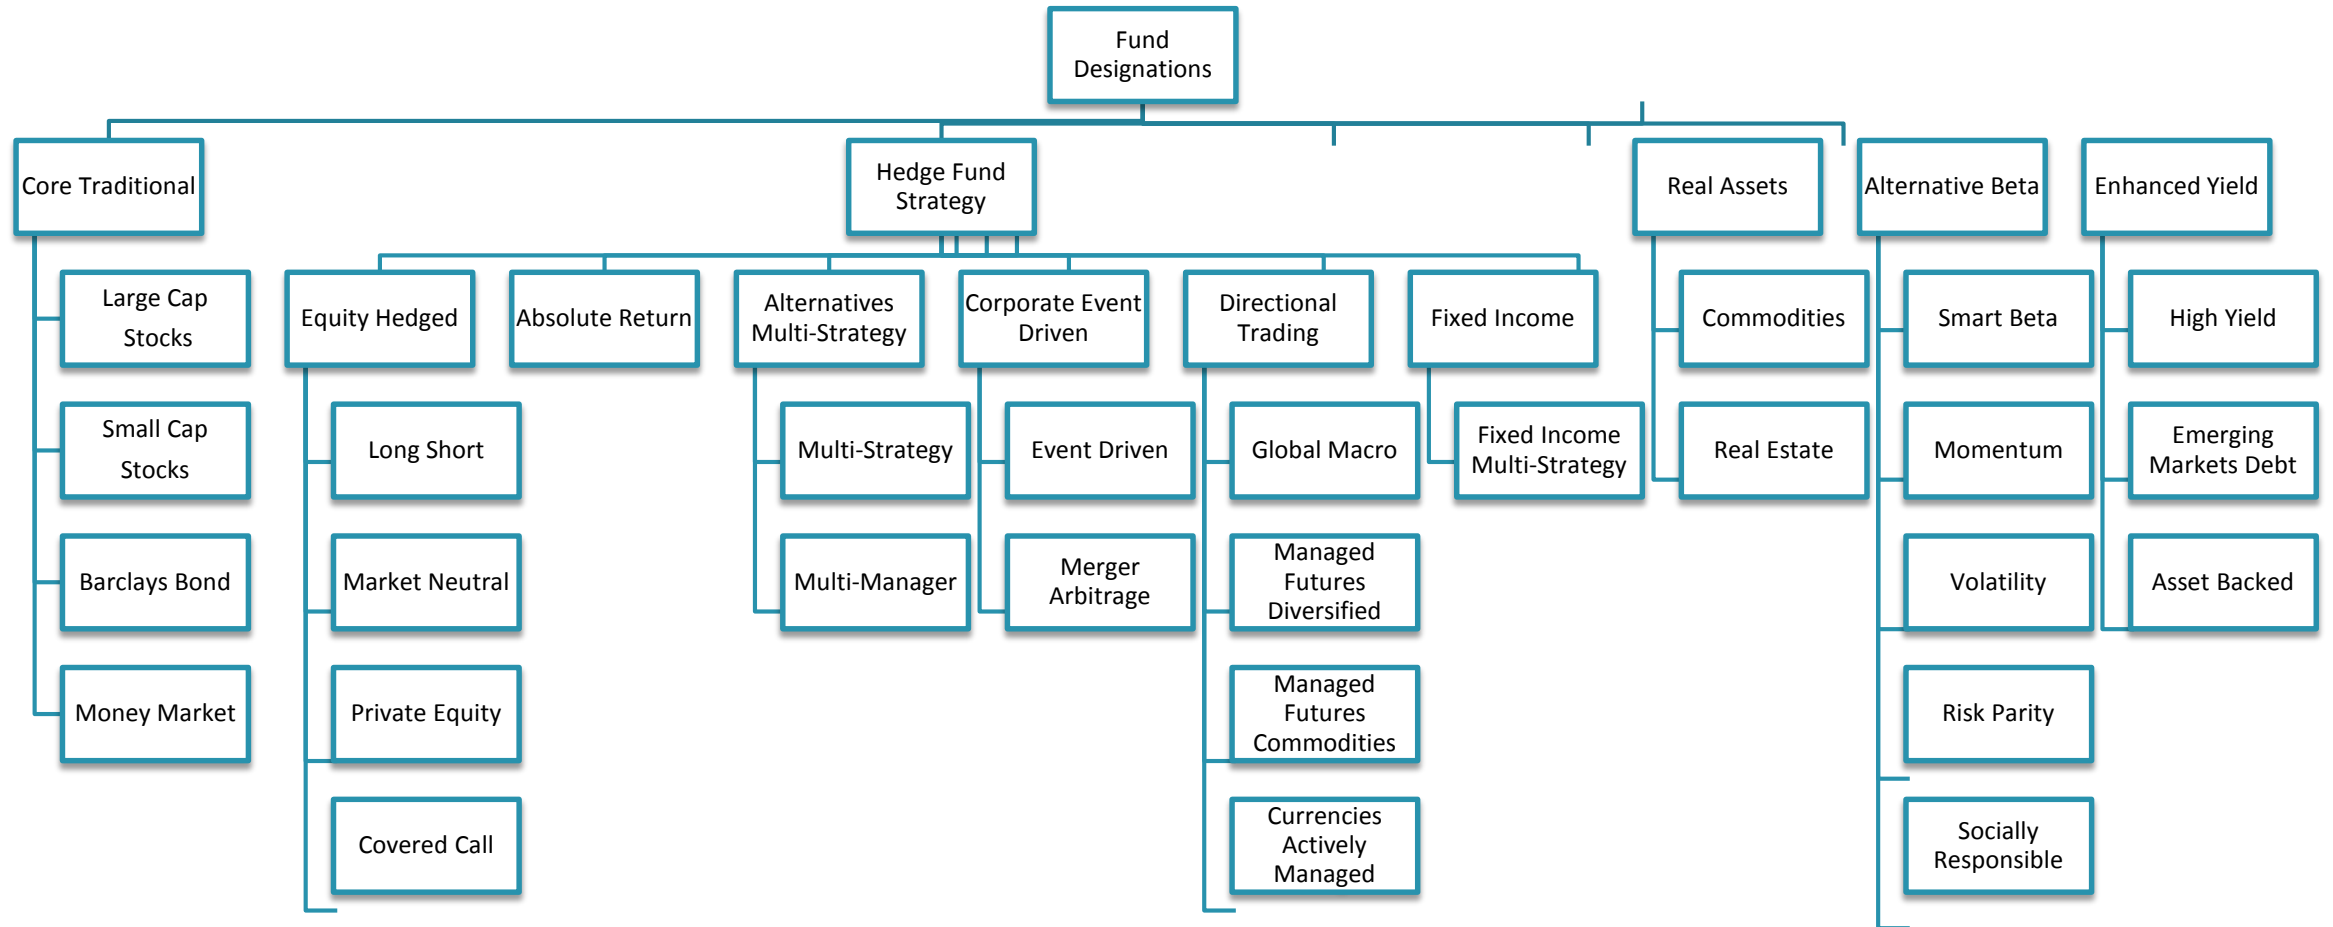 Fund
Designations
Core Traditional
Hedge Fund
Strategy
Real Assets
Alternative Beta
Enhanced Yield
Large Cap
Stocks
Equity Hedged
Absolute Return
Alternatives
Multi-Strategy
Corporate Event
Driven
Directional
Trading
Fixed Income
Commodities
Smart Beta
High Yield
Small Cap
Stocks
Long Short
Multi-Strategy
Event Driven
Global Macro
Fixed Income
Multi-Strategy
Real Estate
Momentum
Emerging
Markets Debt
Barclays Bond
Market Neutral
Multi-Manager
Merger
Arbitrage
Managed
Futures
Diversified
Volatility
Asset Backed
Money Market
Private Equity
Managed
Futures
Commodities
Risk Parity
Covered Call
Currencies
Actively
Managed
Socially
Responsible